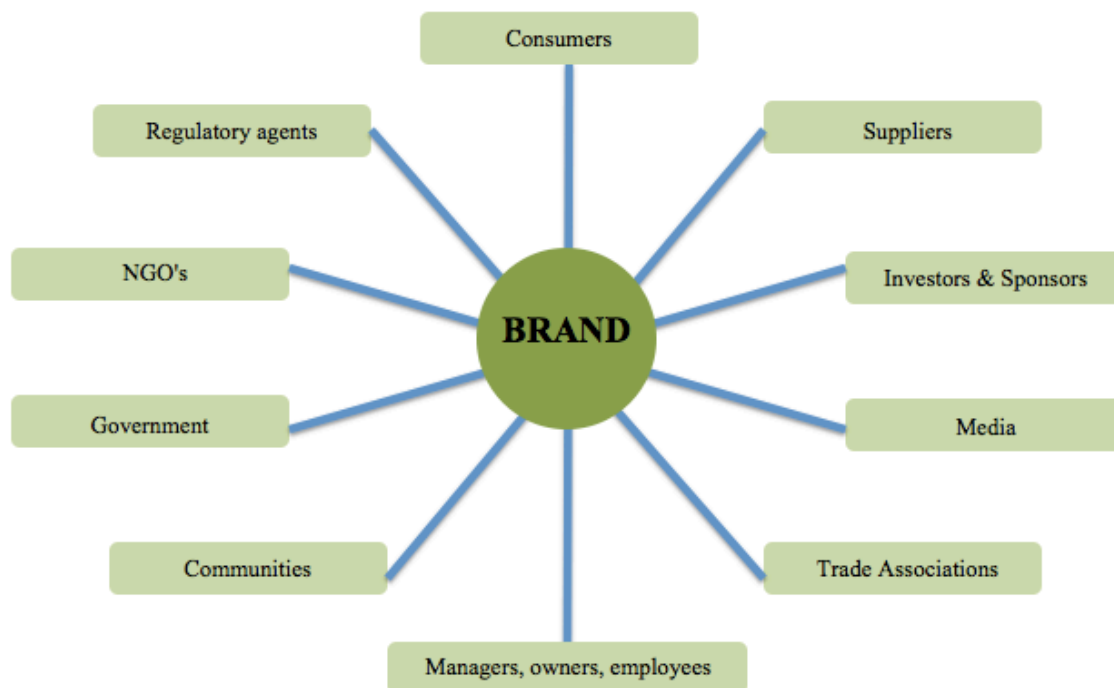 Consumers
Regulatory agents
Suppliers
NGO's
Investors & Sponsors
BRAND
Government
Media
Communities
Trade Associations
Managers, owners, employees